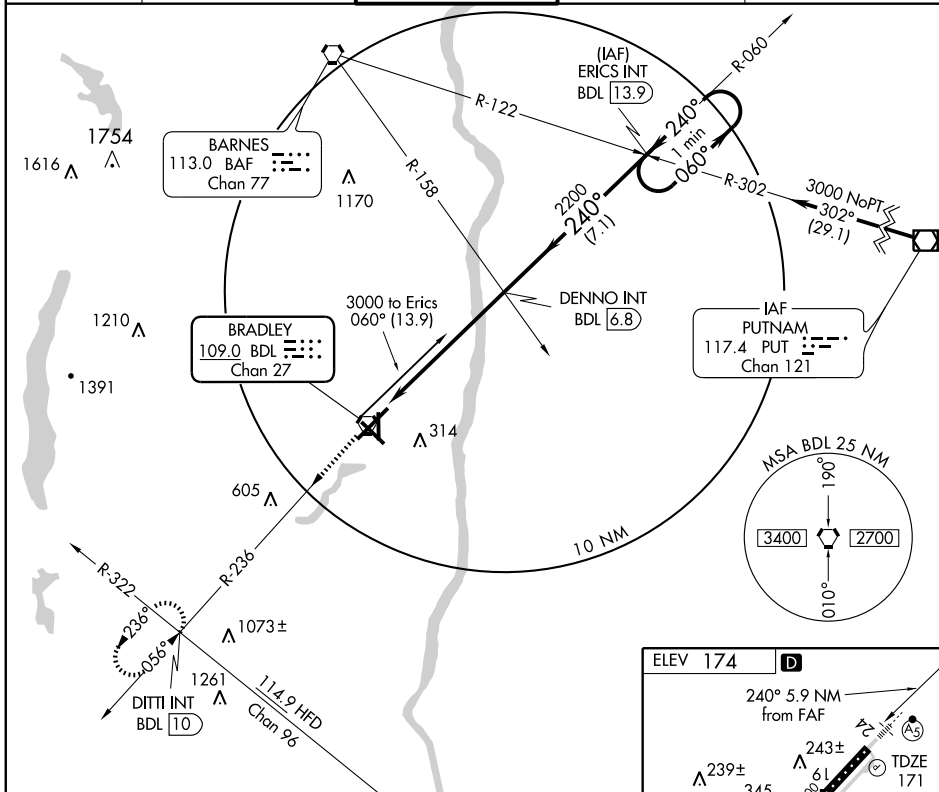 (IAF)
ERICS INT
BDL 13.9
R-060
R-122
240°
1 min
060°
1754
1616
BARNES
113.0 BAF
Chan 77
1170
R-158
2200
240°
(7.1)
R-302
3000 NoPT
302°
(29.1)
DENNO INT
BDL 6.8
IAF
PUTNAM
117.4 PUT
Chan 121
3000 to Erics
060° (13.9)
1210
BRADLEY
109.0 BDL
Chan 27
1391
314
605
MSA BDL 25 NM
190°
3400
2700
010°
10 NM
R-236
R-322
236°
056°
1073±
1261
DITTI INT
BDL 10
114.9 HFD
Chan 96
ELEV 174 D
240° 5.9 NM
from FAF
24
A5
243±
TDZE
171
239±
19
345